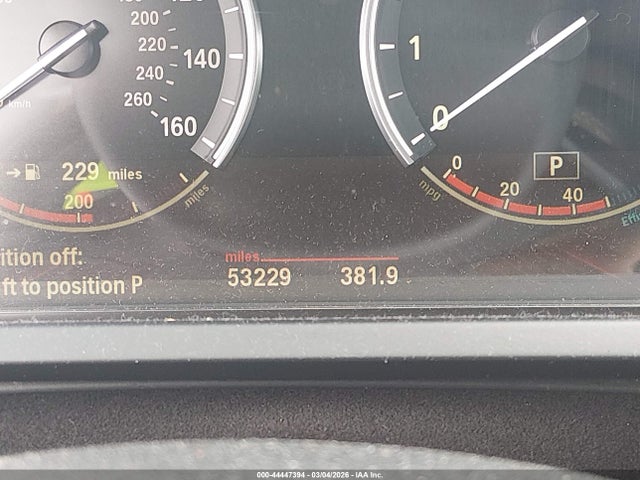 200
220
240
260
km/h
140
160
1
0
229 miles
200
miles
mpg
0
20
40
P
Effi
ition off:
ft to position P
miles
53229 381.9
000-44447394 - 03/04/2026 - IAA Inc.